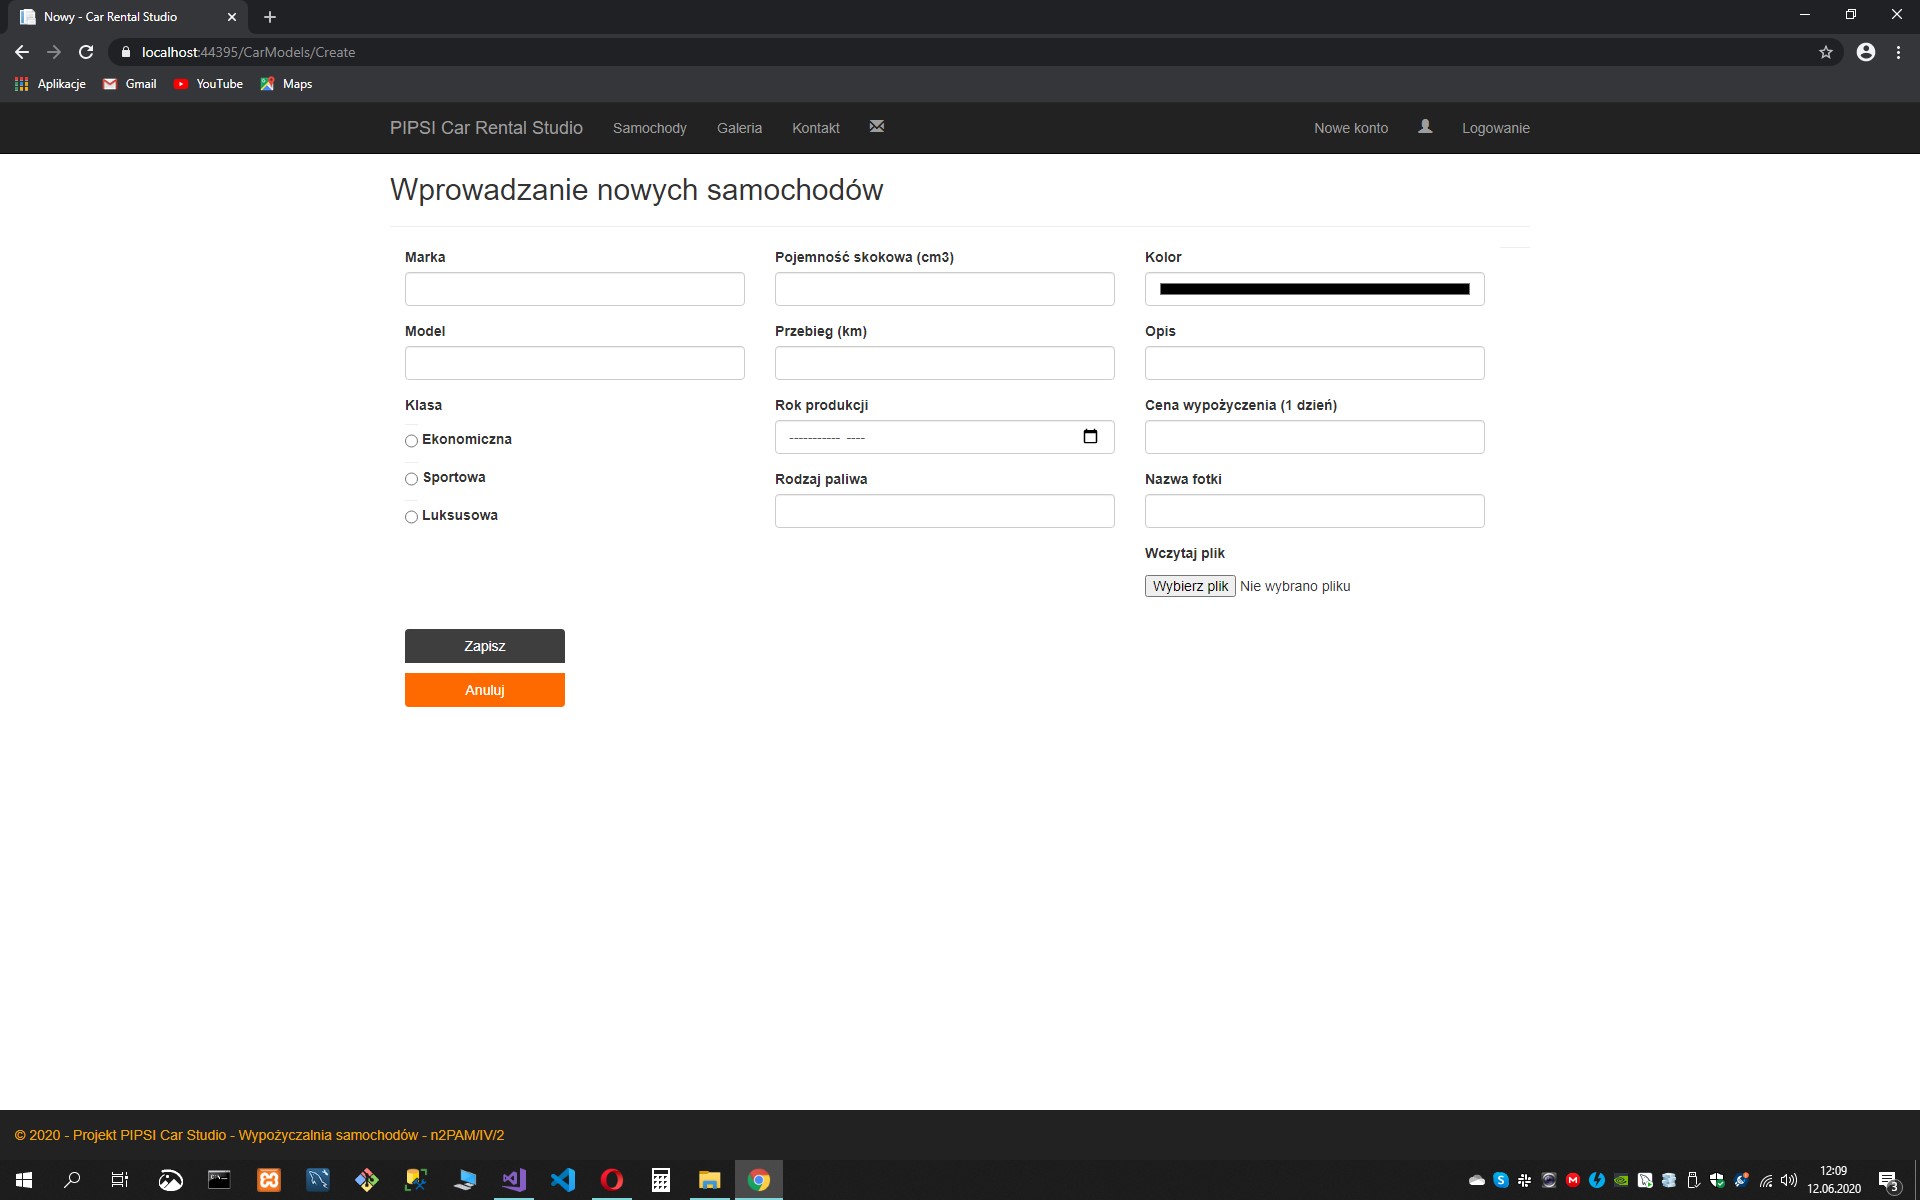 Nowy - Car Rental Studio
localhost:44395/CarModels/Create
Aplikacje Gmail YouTube Maps
PIPSI Car Rental Studio Samochody Galeria Kontakt Nowe konto Logowanie
Wprowadzanie nowych samochodów
Marka
Model
Klasa
Ekonomiczna
Sportowa
Luksusowa
Pojemność skokowa (cm3)
Przebieg (km)
Rok produkcji
----------- ----
Rodzaj paliwa
Kolor
Opis
Cena wypożyczenia (1 dzień)
Nazwa fotki
Wczytaj plik
Wybierz plik Nie wybrano pliku
Zapisz
Anuluj
© 2020 - Projekt PIPSI Car Studio - Wypożyczalnia samochodów - n2PAM/IV/2
12:09
12.06.2020
3